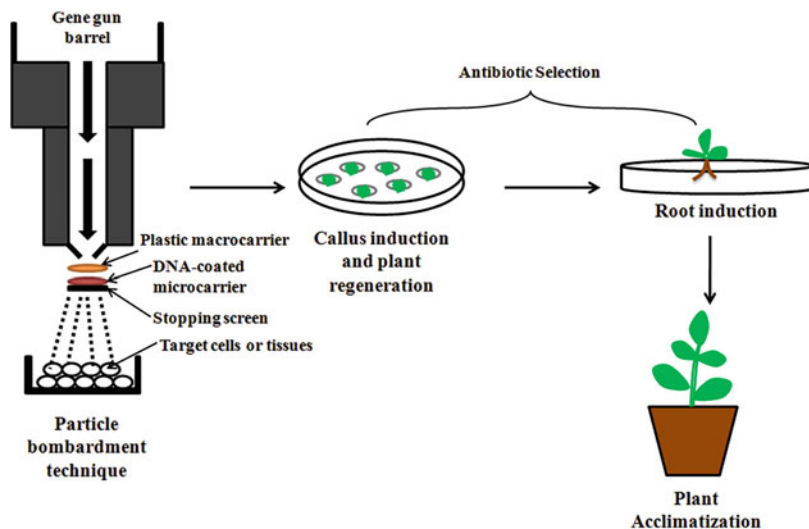 Gene gun
barrel
Antibiotic Selection
Plastic macrocarrier
DNA-coated
microcarrier
Stopping screen
Target cells or tissues
Particle
bombardment
technique
Callus induction
and plant
regeneration
Root induction
Plant
Acclimatization